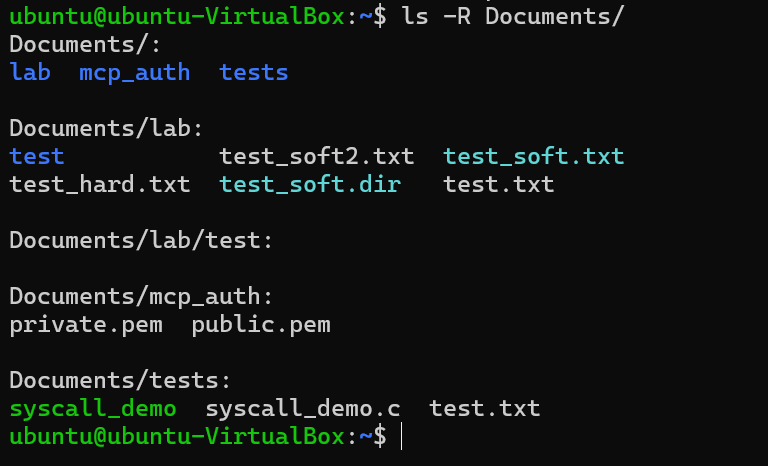 ubuntu@ubuntu-VirtualBox:~$ ls -R Documents/
Documents/:
lab  mcp_auth  tests

Documents/lab:
test           test_soft2.txt  test_soft.txt
test_hard.txt  test_soft.dir   test.txt

Documents/lab/test:

Documents/mcp_auth:
private.pem  public.pem

Documents/tests:
syscall_demo  syscall_demo.c  test.txt
ubuntu@ubuntu-VirtualBox:~$